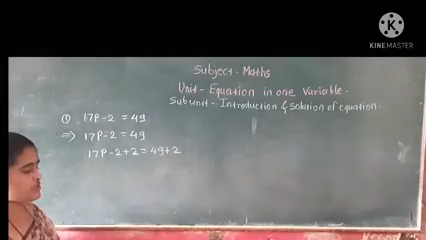 KINEMASTER
Subject - Maths
Unit - Equation in one variable.
Subunit - Introduction & solution of equation.
① 17P-2 = 49
⇒ 17P-2 = 49
17P-2+2 = 49+2